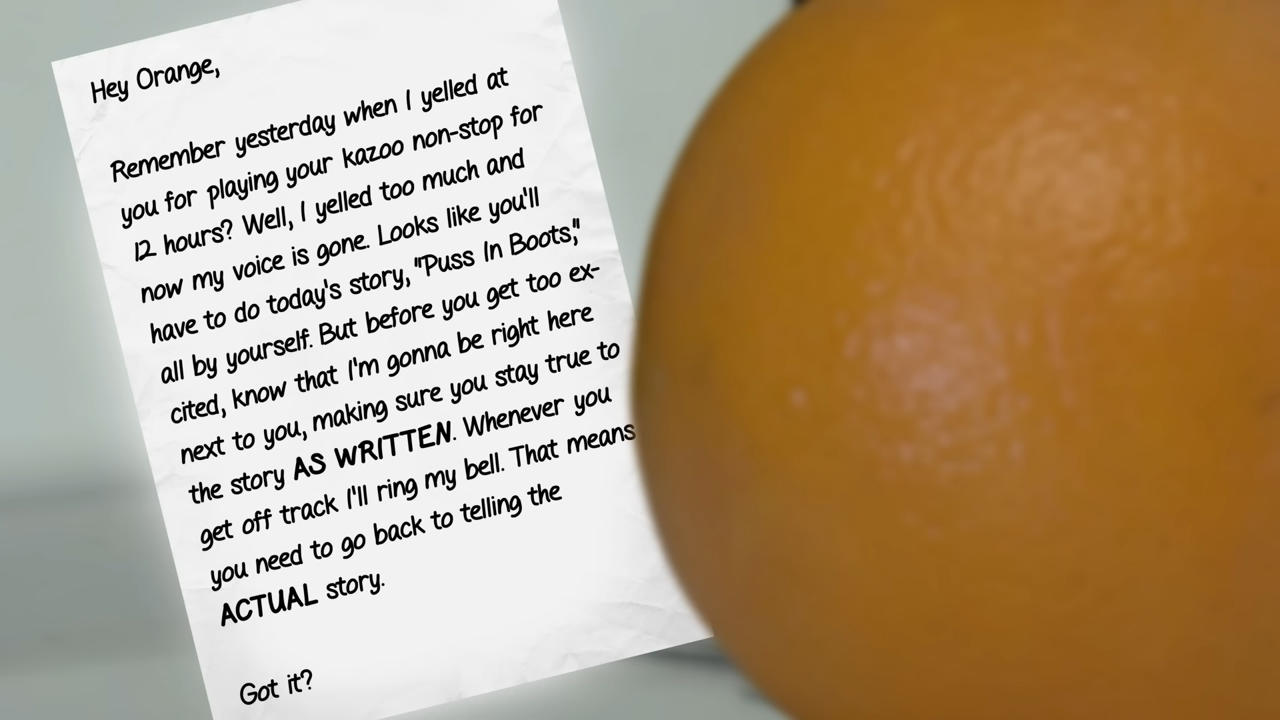 Hey Orange,
Remember yesterday when I yelled at
you for playing your kazoo non-stop for
12 hours? Well, I yelled too much and
now my voice is gone. Looks like you'll
have to do today's story, "Puss In Boots,"
all by yourself. But before you get too ex-
cited, know that I'm gonna be right here
next to you, making sure you stay true to
the story AS WRITTEN. Whenever you
get off track I'll ring my bell. That means
you need to go back to telling the
ACTUAL story.
Got it?